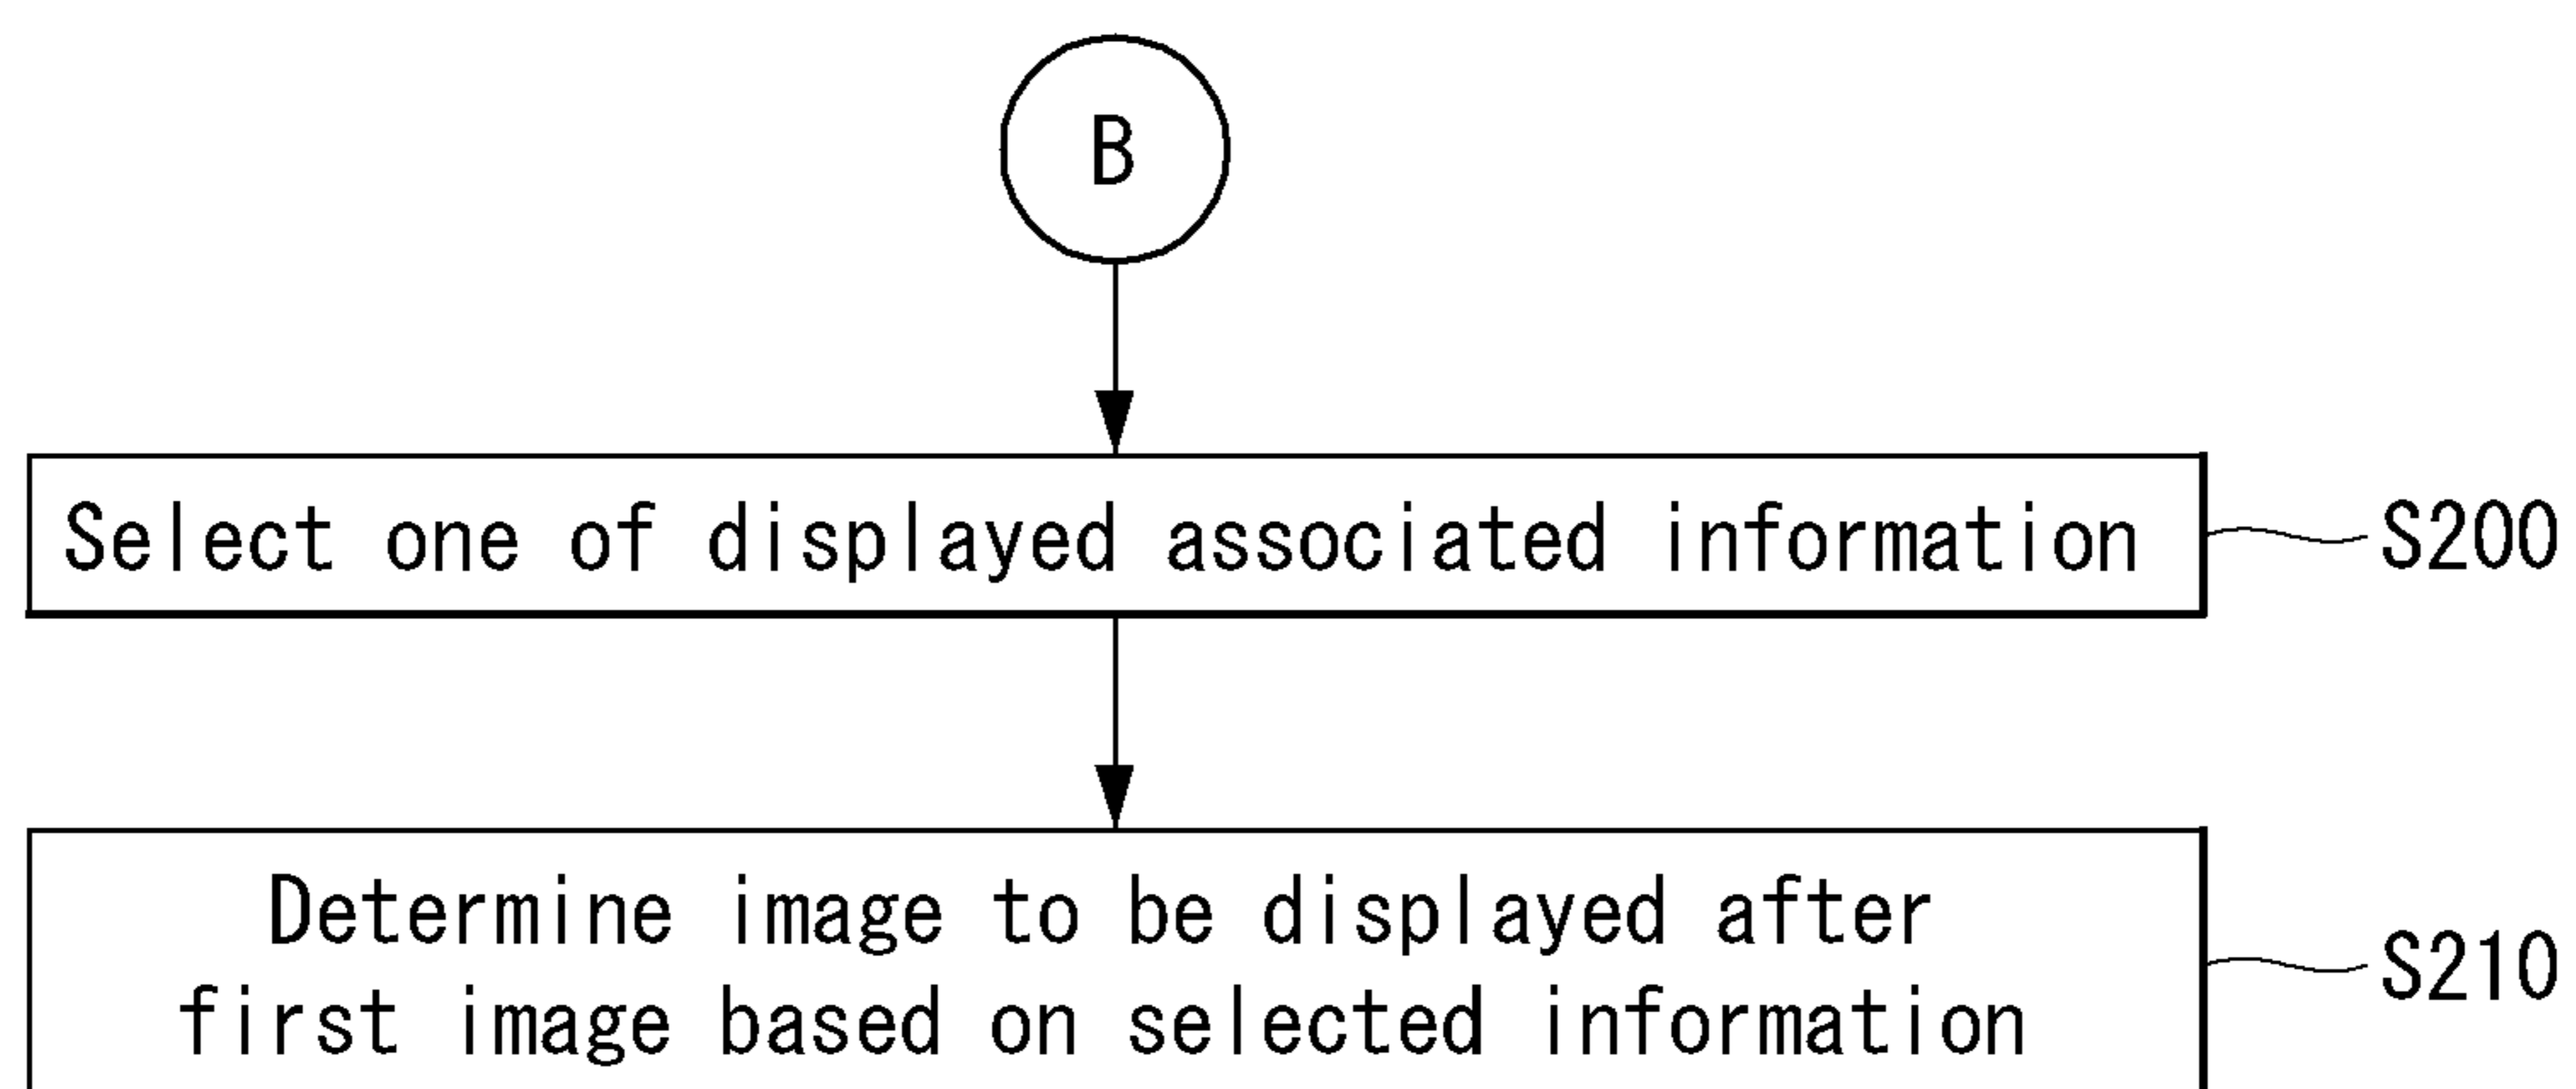 B
Select one of displayed associated information
S200
Determine image to be displayed after
first image based on selected information
S210